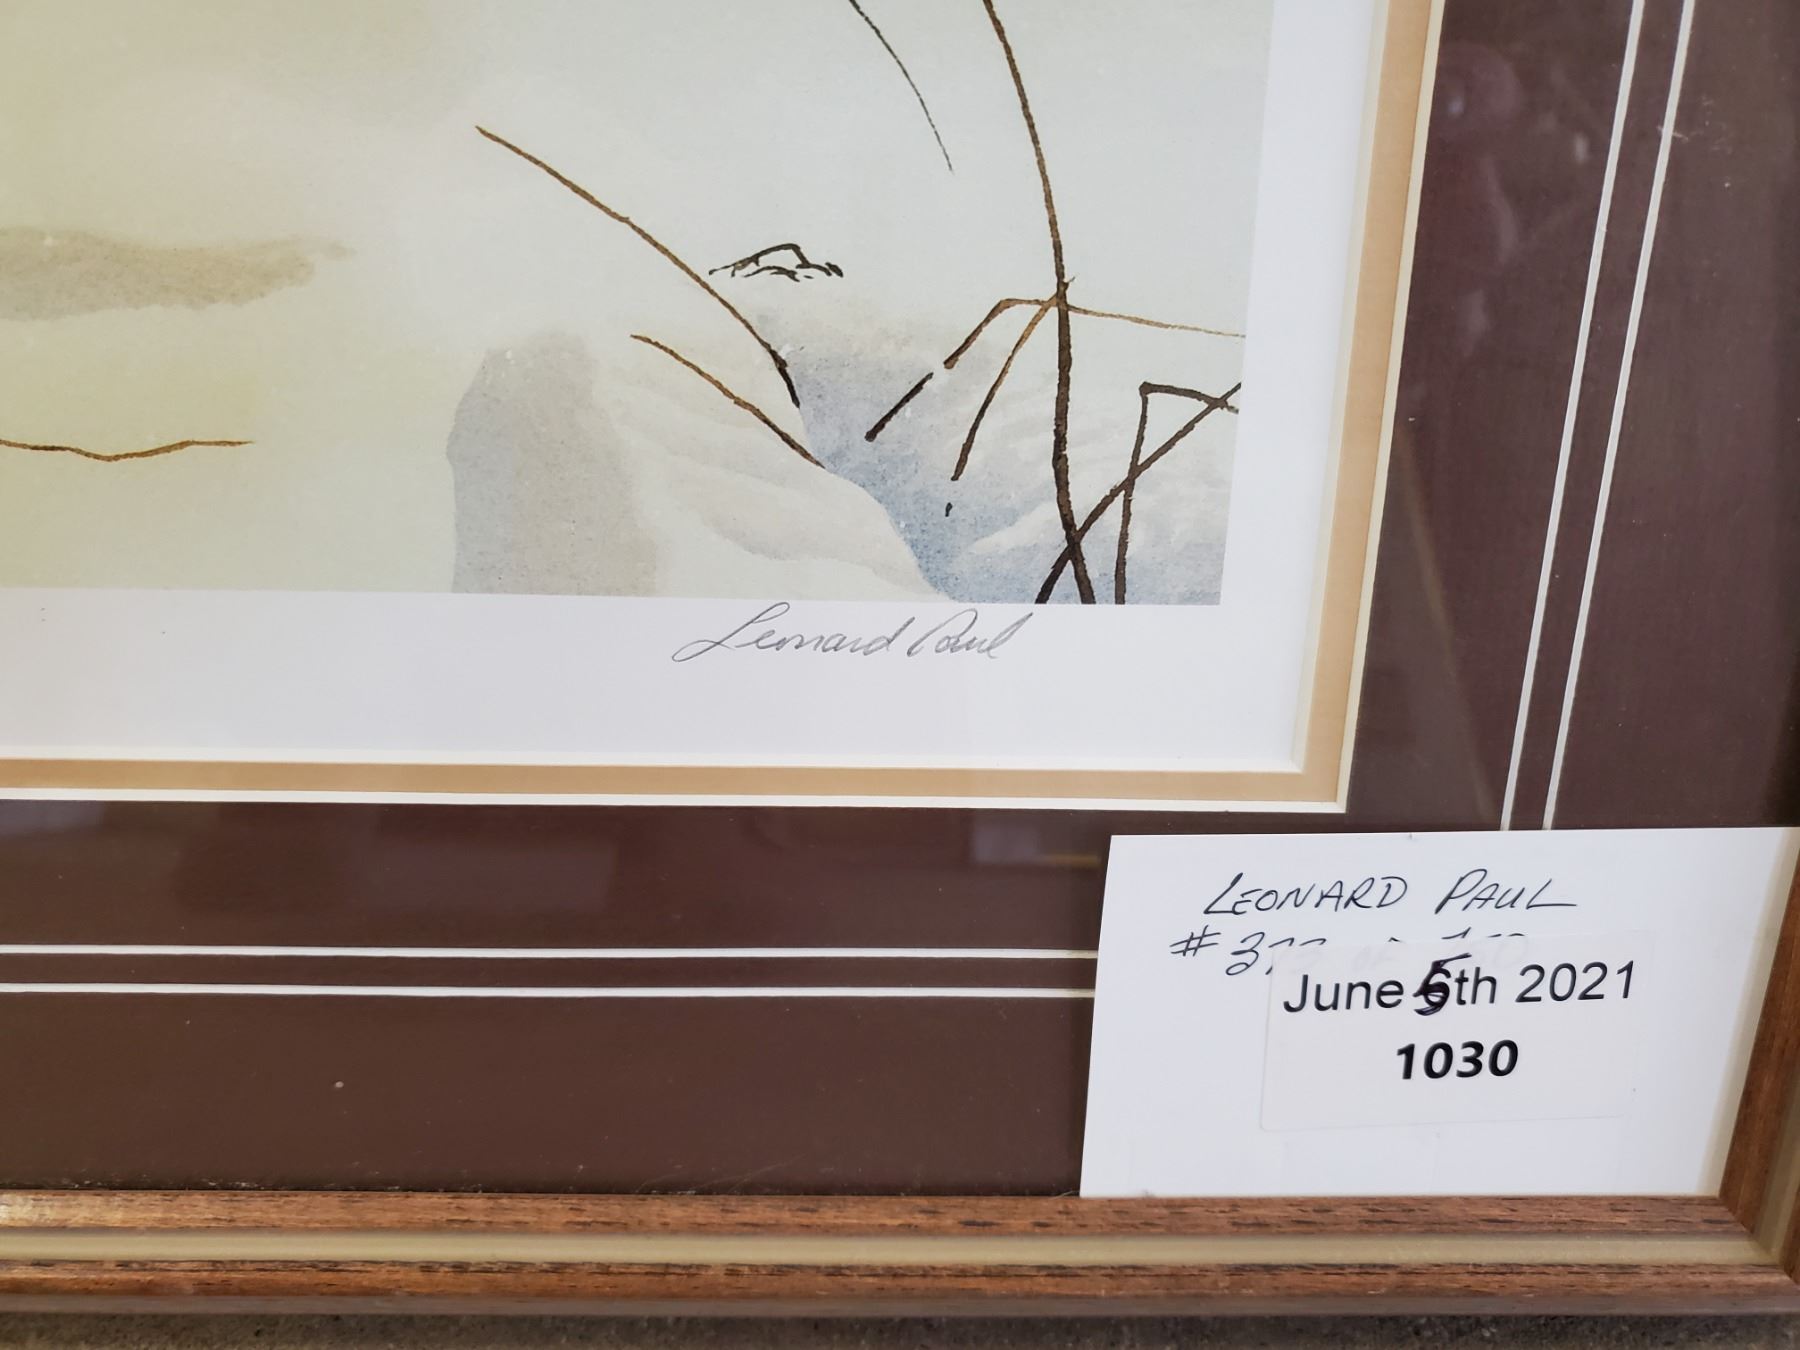 Leonard Paul
LEONARD PAUL
#
June 5th 2021
1030